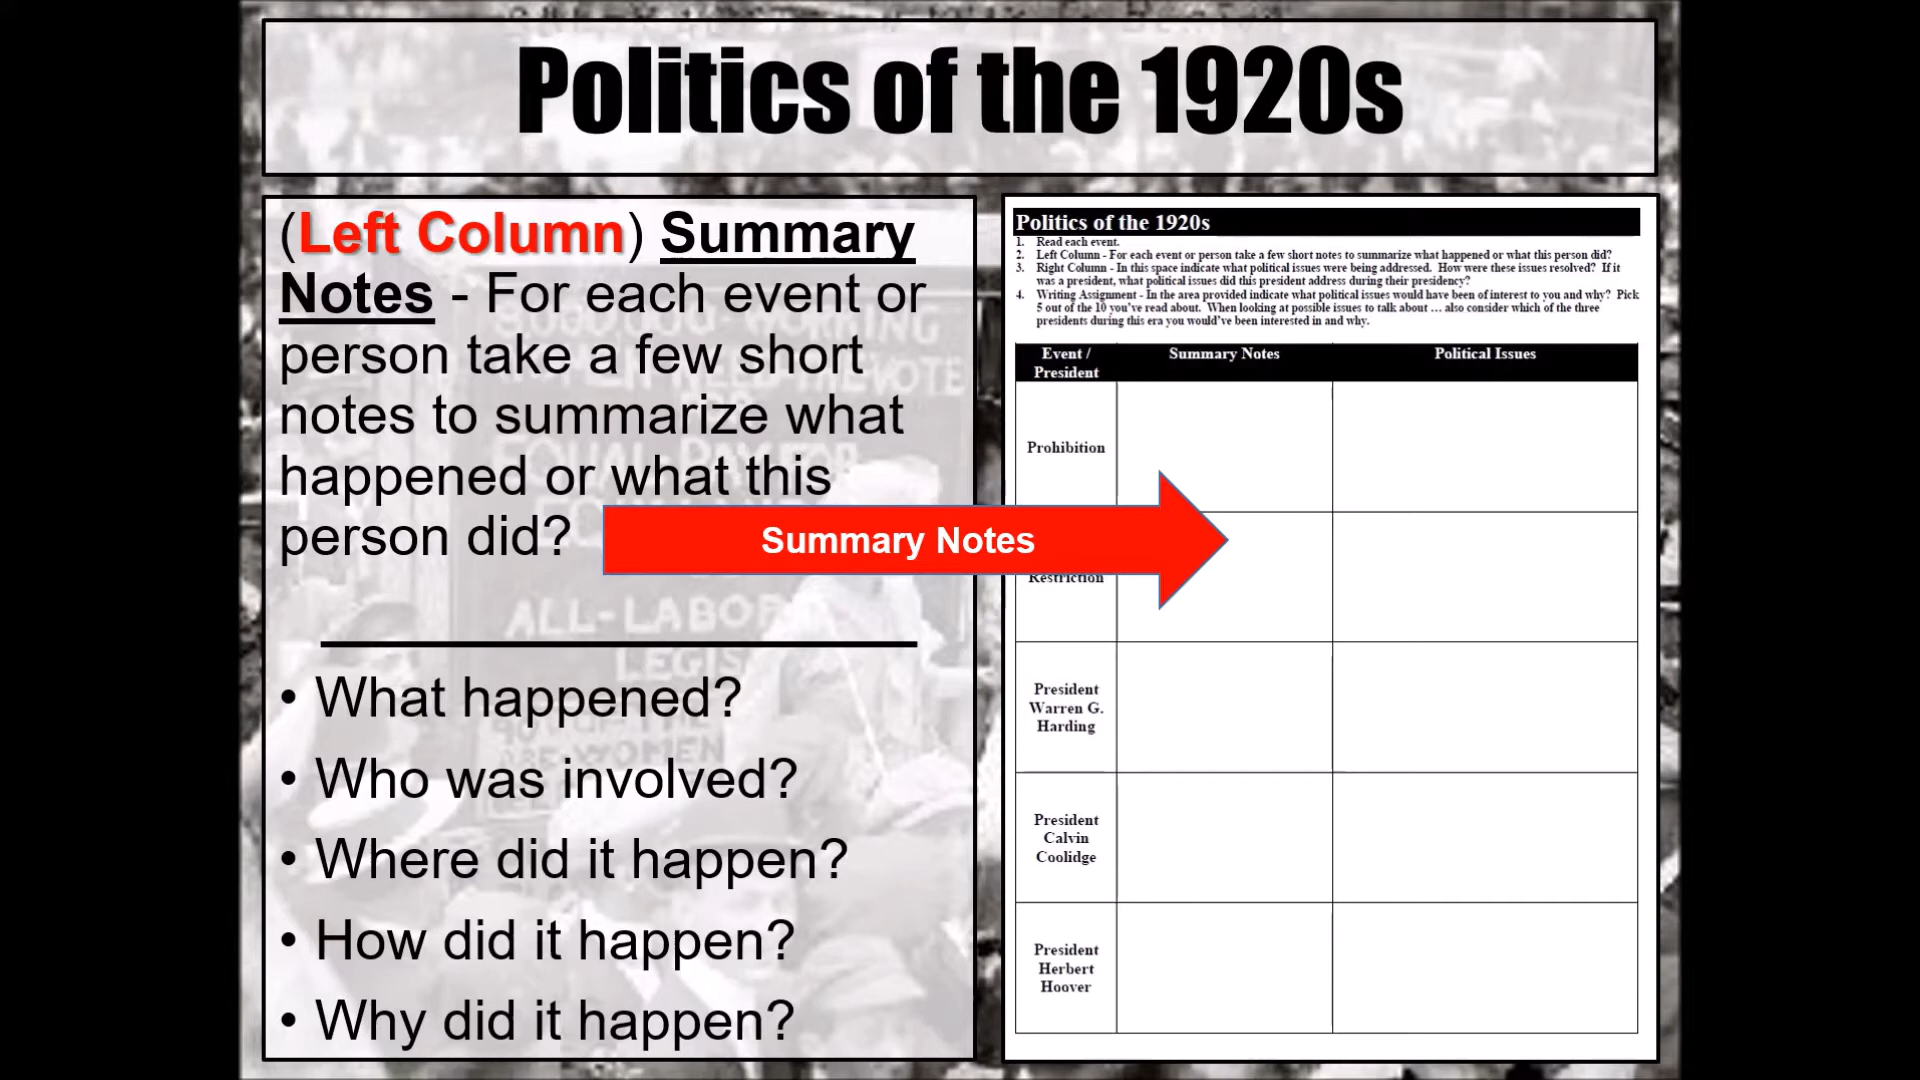 Politics of the 1920s
(Left Column) Summary
Notes - For each event or
person take a few short
notes to summarize what
happened or what this
person did?
Summary Notes
• What happened?
• Who was involved?
• Where did it happen?
• How did it happen?
• Why did it happen?
Politics of the 1920s
1. Read each event.
2. Left Column - For each event or person take a few short notes to summarize what happened or what this person did?
3. Right Column - In this space indicate what political issues were being addressed. How were these issues resolved? If it
was a president, what political issues did this president address during their presidency?
4. Writing Assignment - In the area provided indicate what political issues would have been of interest to you and why? Pick
5 out of the 10 you've read about. When looking at possible issues to talk about ... also consider which of the three
presidents during this era you would've been interested in and why.
Event / Summary Notes Political Issues
President
Prohibition
Restriction
President
Warren G.
Harding
President
Calvin
Coolidge
President
Herbert
Hoover
ALL-LABOR
LEGIS